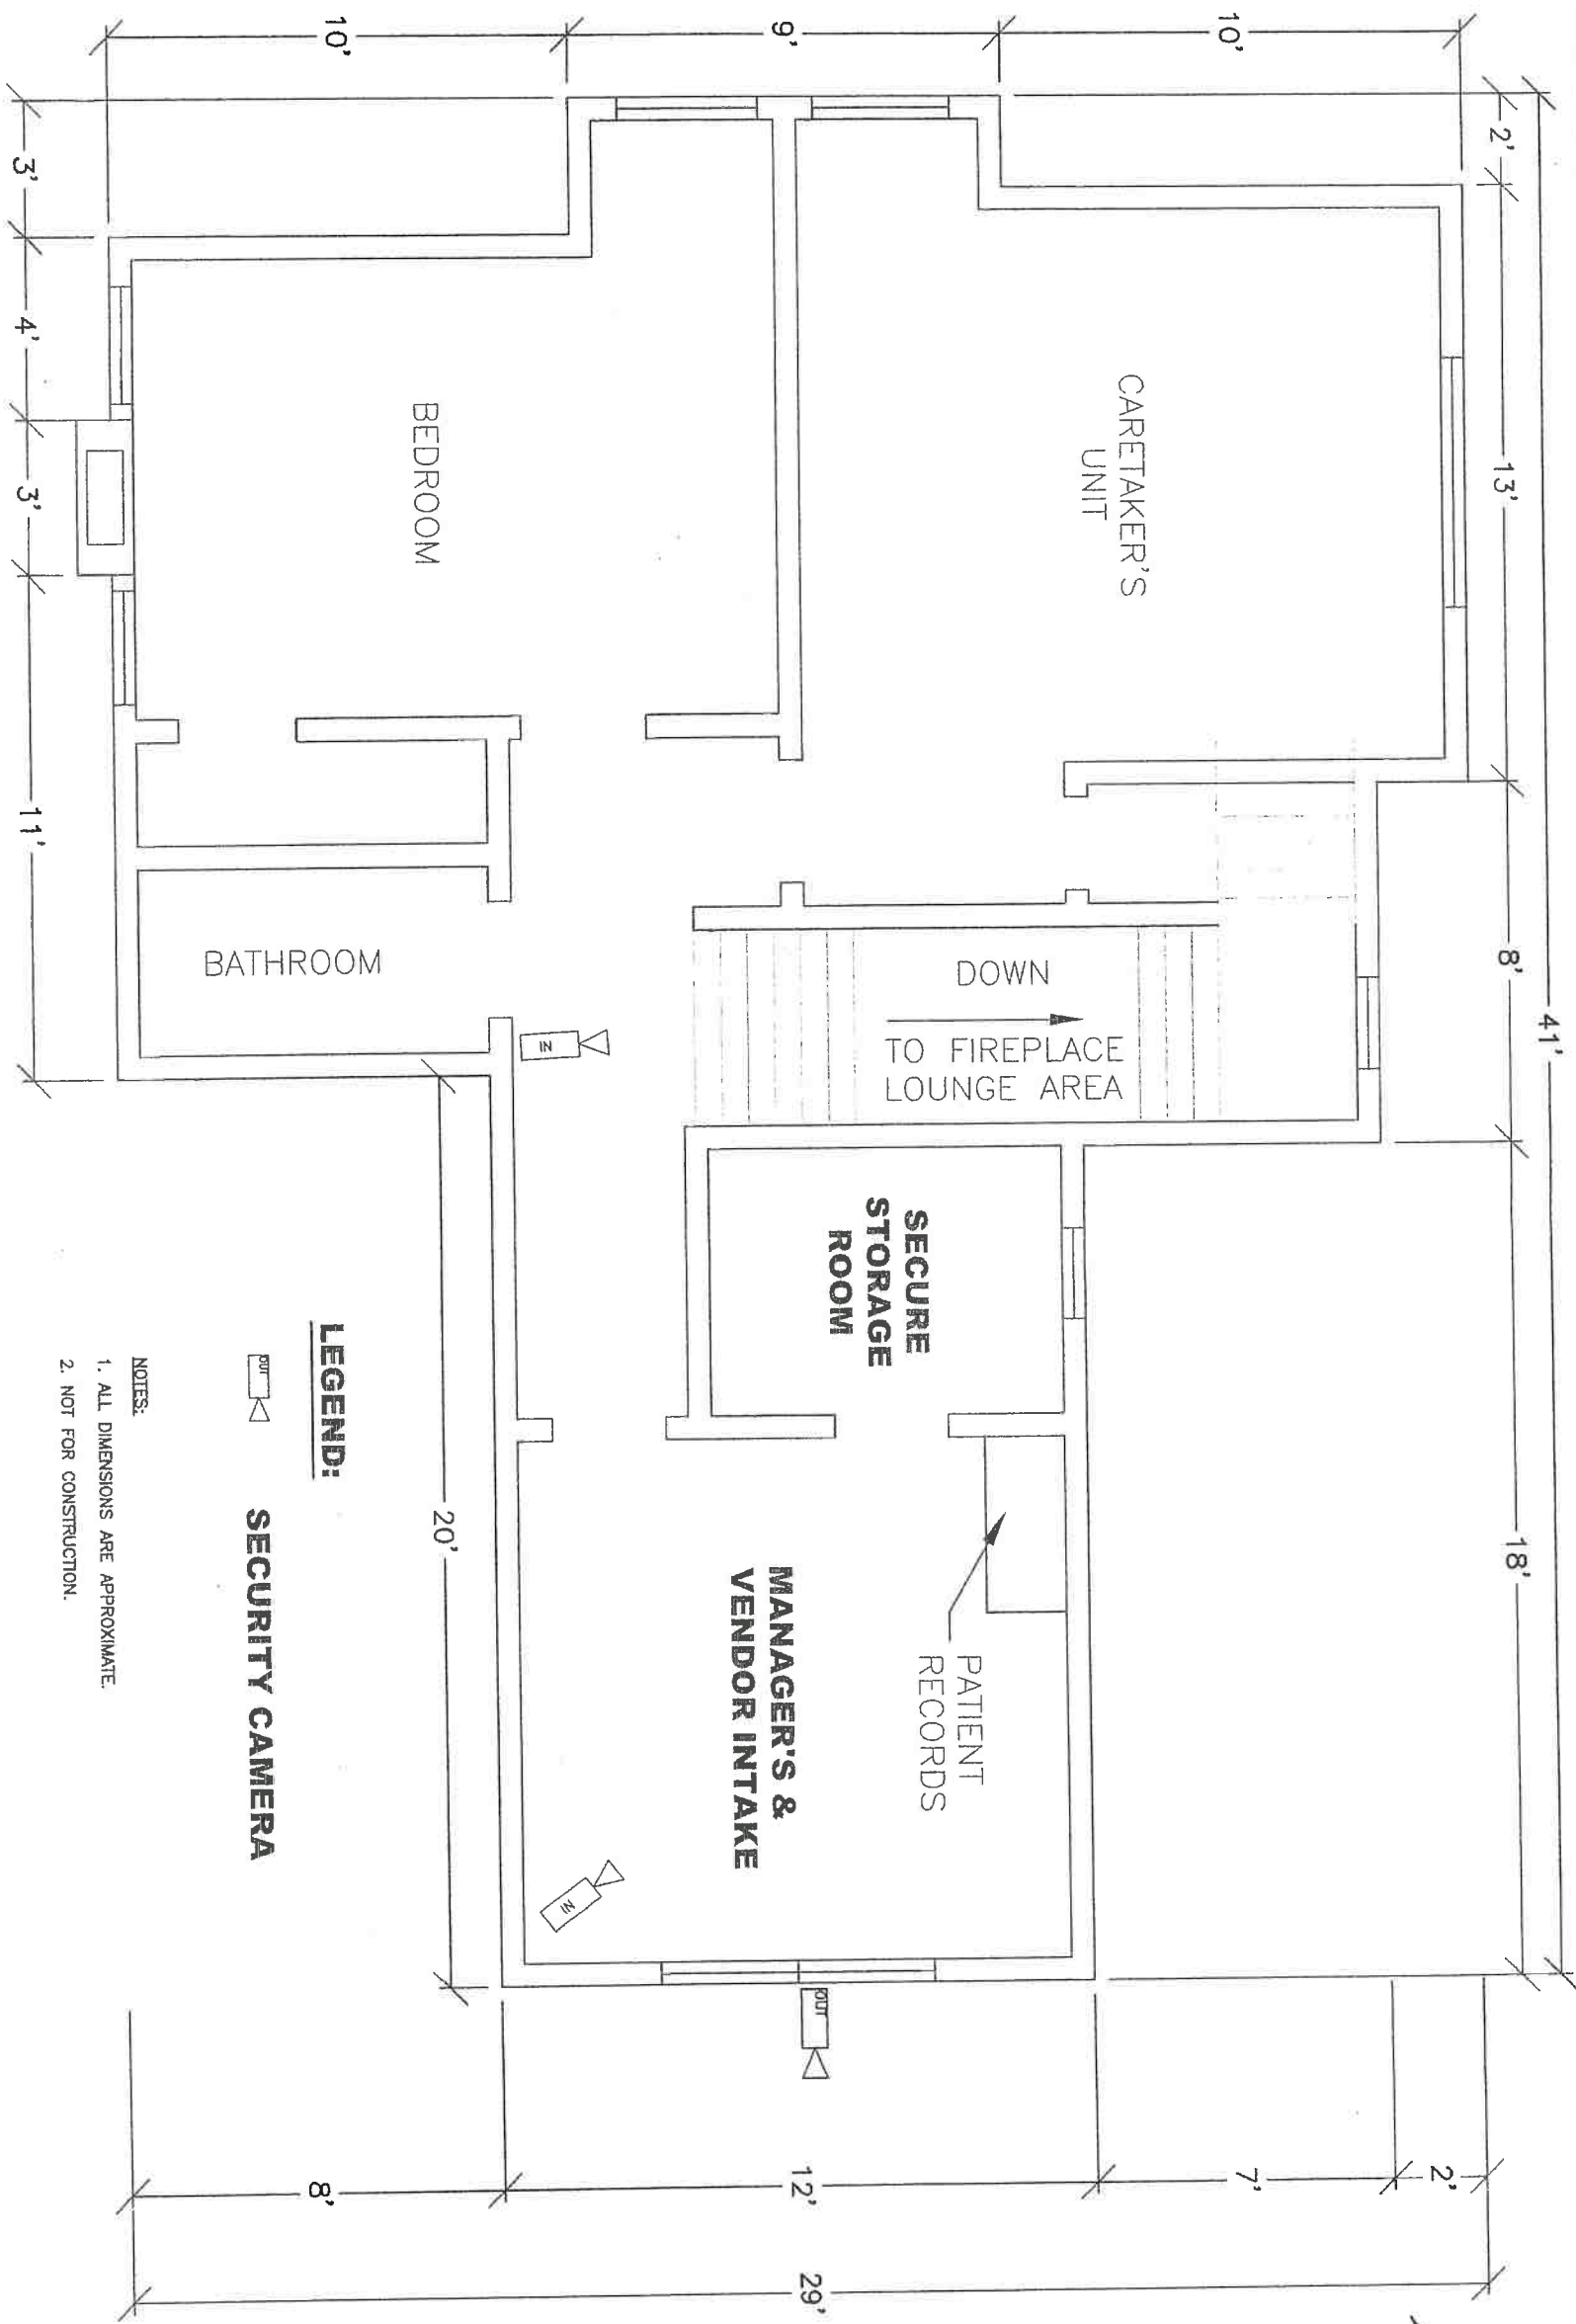 41'
2'
13'
8'
18'
10'
9'
10'
CARETAKER'S
UNIT
BEDROOM
BATHROOM
DOWN
TO FIREPLACE
LOUNGE AREA
SECURE
STORAGE
ROOM
PATIENT
RECORDS
MANAGER'S &
VENDOR INTAKE
IN
IN
OUT
2'
7'
12'
8'
29'
20'
3'
4'
3'
11'
LEGEND:
OUT
SECURITY CAMERA
NOTES:
1. ALL DIMENSIONS ARE APPROXIMATE.
2. NOT FOR CONSTRUCTION.